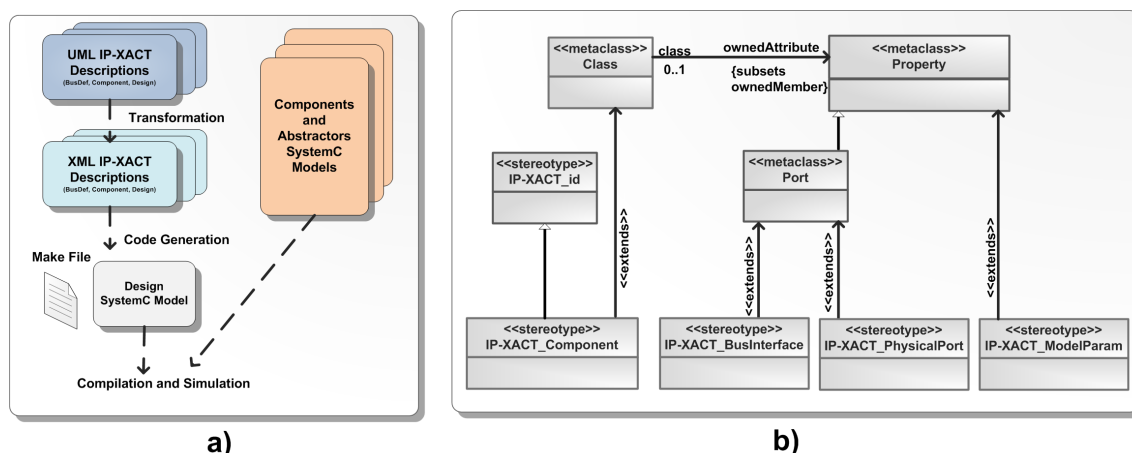 UML IP-XACT
Descriptions
(BusDef, Component, Design)
Transformation
XML IP-XACT
Descriptions
(BusDef, Component, Design)
Code Generation
Make File
Design
SystemC Model
Compilation and Simulation
Components
and
Abstractors
SystemC
Models
a)
<<metaclass>>
Class
class
0..1
ownedAttribute
{subsets
ownedMember}
<<metaclass>>
Property
<<stereotype>>
IP-XACT_id
<<metaclass>>
Port
<<extends>>
<<extends>>
<<extends>>
<<extends>>
<<stereotype>>
IP-XACT_Component
<<stereotype>>
IP-XACT_BusInterface
<<stereotype>>
IP-XACT_PhysicalPort
<<stereotype>>
IP-XACT_ModelParam
b)